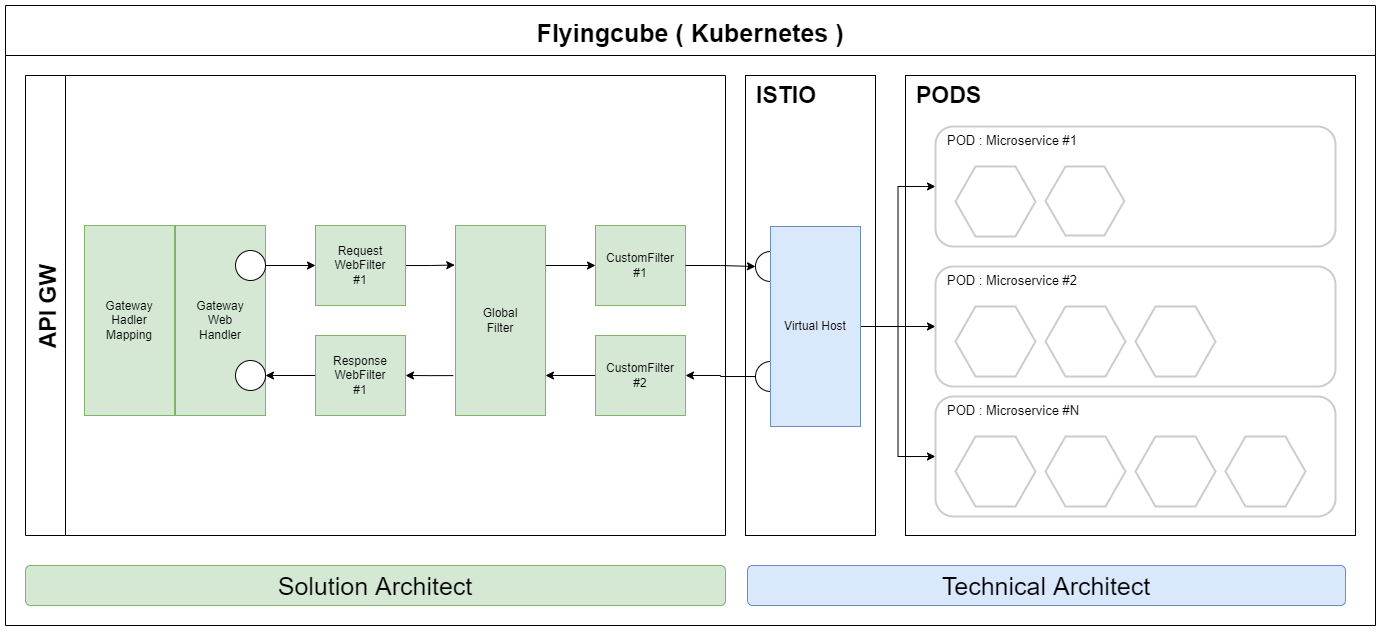 Flyingcube ( Kubernetes )
API GW
Gateway
Hadler
Mapping
Gateway
Web
Handler
Request
WebFilter
#1
Response
WebFilter
#1
Global
Filter
CustomFilter
#1
CustomFilter
#2
ISTIO
Virtual Host
PODS
POD : Microservice #1
POD : Microservice #2
POD : Microservice #N
Solution Architect
Technical Architect